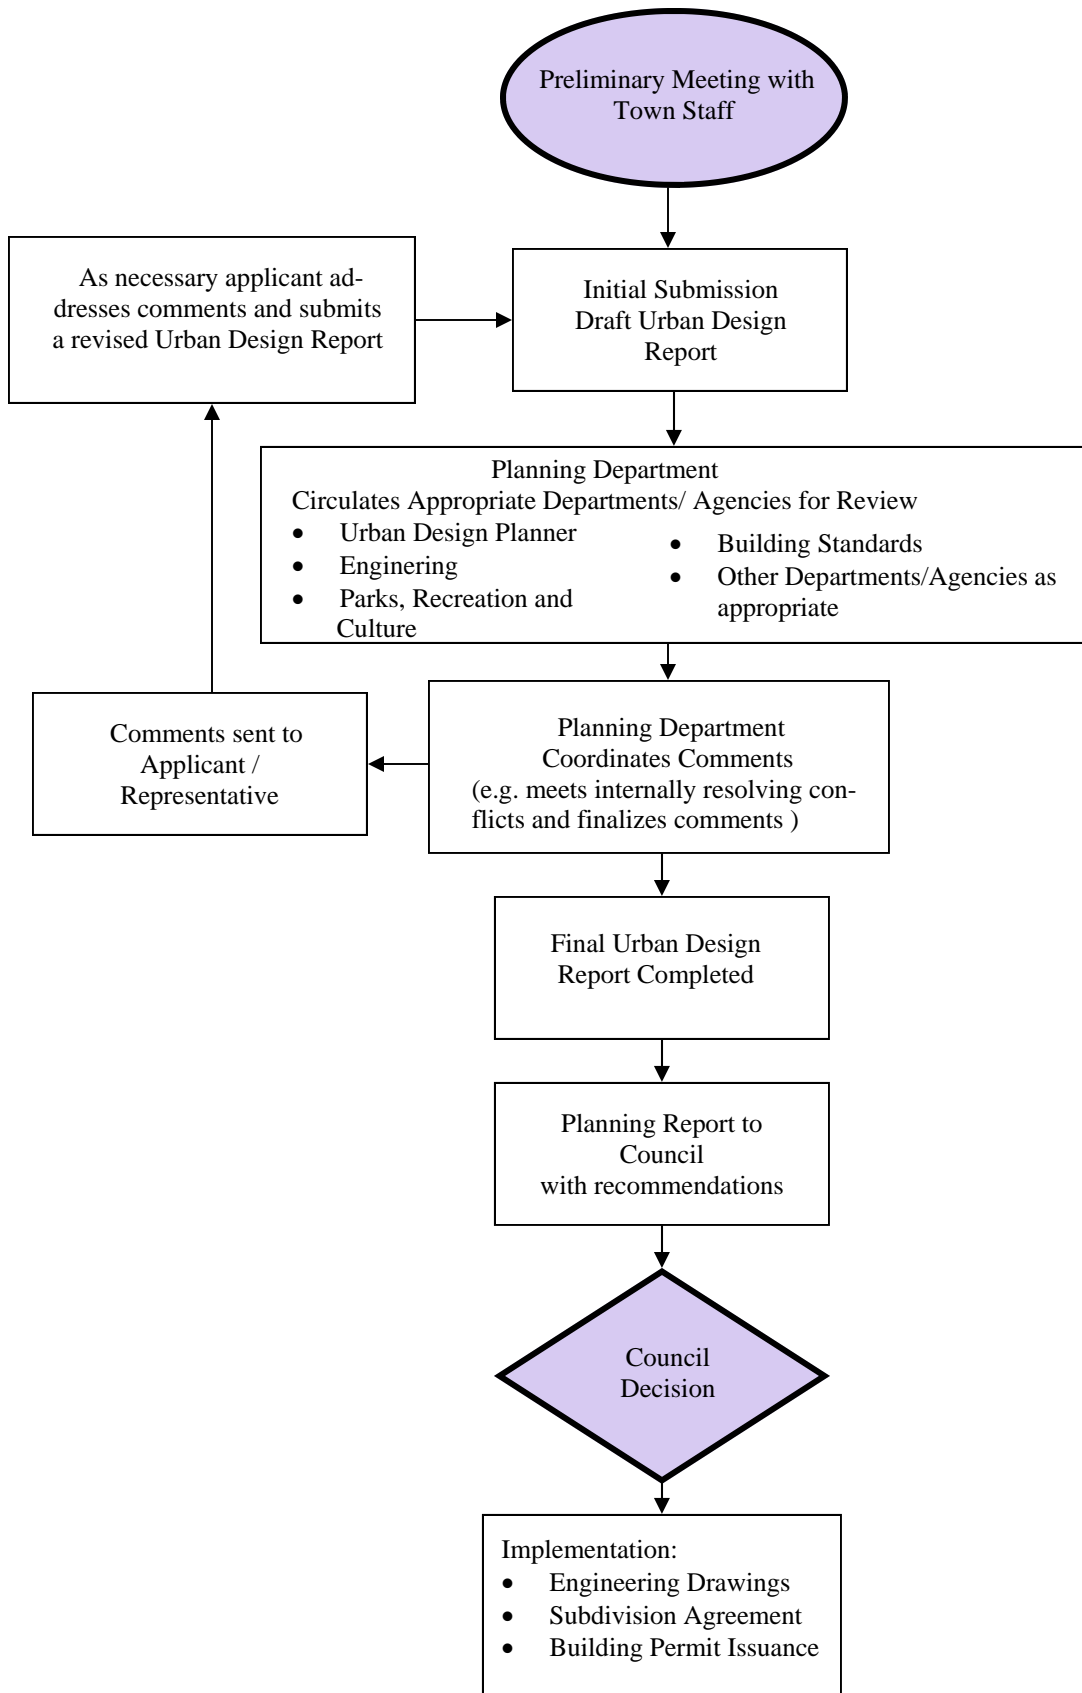 Preliminary Meeting with
Town Staff
As necessary applicant ad-
dresses comments and submits
a revised Urban Design Report
Initial Submission
Draft Urban Design
Report
Planning Department
Circulates Appropriate Departments/ Agencies for Review
• Urban Design Planner
• Enginering
• Parks, Recreation and
Culture
• Building Standards
• Other Departments/Agencies as
appropriate
Comments sent to
Applicant /
Representative
Planning Department
Coordinates Comments
(e.g. meets internally resolving con-
flicts and finalizes comments )
Final Urban Design
Report Completed
Planning Report to
Council
with recommendations
Council
Decision
Implementation:
• Engineering Drawings
• Subdivision Agreement
• Building Permit Issuance